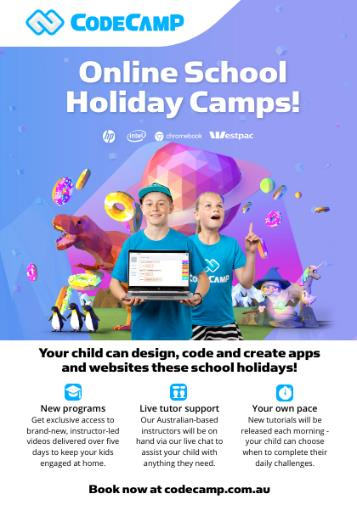 CODECAMP
Online School
Holiday Camps!
hp intel chromebook Westpac
CODECAMP
Your child can design, code and create apps
and websites these school holidays!
New programs
Get exclusive access to
brand-new, instructor-led
videos delivered over five
days to keep your kids
engaged at home.
Live tutor support
Our Australian-based
instructors will be on
hand via our live chat to
assist your child with
anything they need.
Your own pace
New tutorials will be
released each morning -
your child can choose
when to complete their
daily challenges.
Book now at codecamp.com.au